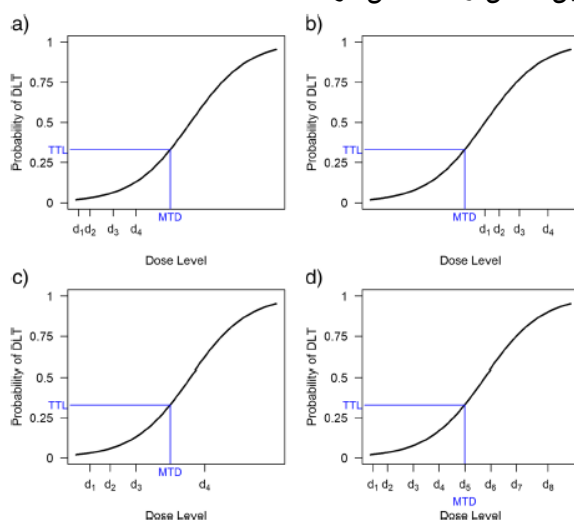 a)
1
0.75
0.5
0.25
0
TTL
Probability of DLT
MTD
d1 d2 d3 d4
Dose Level
b)
1
0.75
0.5
0.25
0
TTL
Probability of DLT
MTD
d1 d2 d3 d4
Dose Level
c)
1
0.75
0.5
0.25
0
TTL
Probability of DLT
MTD
d1 d2 d3 d4
Dose Level
d)
1
0.75
0.5
0.25
0
TTL
Probability of DLT
d1 d2 d3 d4 d5 d6 d7 d8
MTD
Dose Level